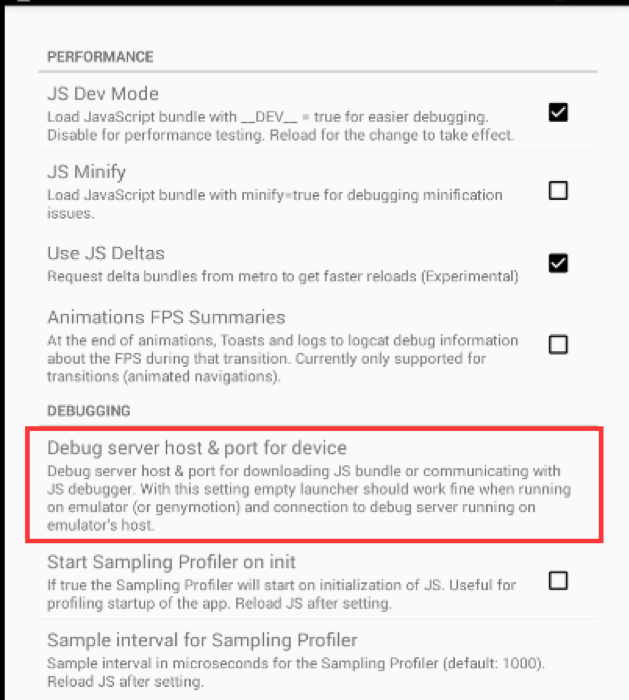 PERFORMANCE
JS Dev Mode
Load JavaScript bundle with __DEV__ = true for easier debugging.
Disable for performance testing. Reload for the change to take effect.
JS Minify
Load JavaScript bundle with minify=true for debugging minification
issues.
Use JS Deltas
Request delta bundles from metro to get faster reloads (Experimental)
Animations FPS Summaries
At the end of animations, Toasts and logs to logcat debug information
about the FPS during that transition. Currently only supported for
transitions (animated navigations).
DEBUGGING
Debug server host & port for device
Debug server host & port for downloading JS bundle or communicating with
JS debugger. With this setting empty launcher should work fine when running
on emulator (or genymotion) and connection to debug server running on
emulator's host.
Start Sampling Profiler on init
If true the Sampling Profiler will start on initialization of JS. Useful for
profiling startup of the app. Reload JS after setting.
Sample interval for Sampling Profiler
Sample interval in microseconds for the Sampling Profiler (default: 1000).
Reload JS after setting.